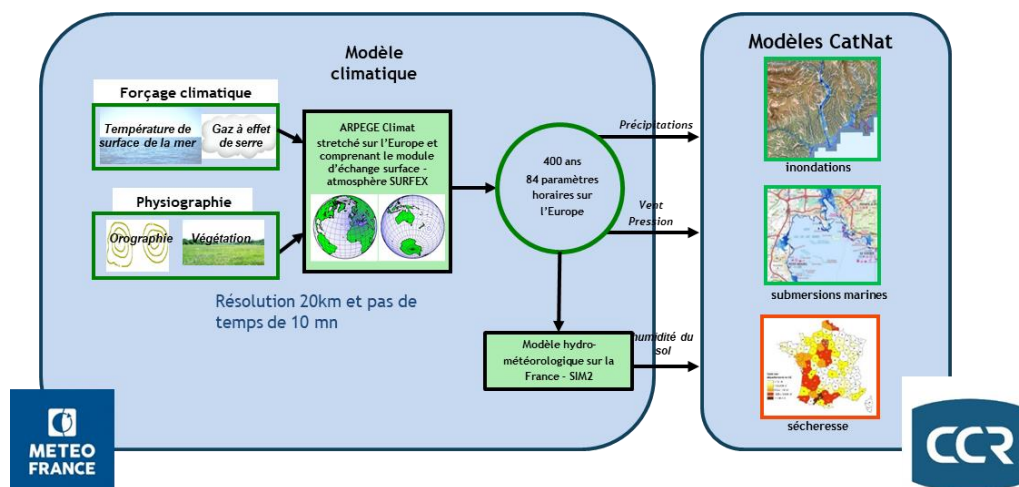 Modèle
climatique
Forçage climatique
Température de
surface de la mer
Gaz à effet
de serre
Physiographie
Orographie
Végétation
ARPEGE Climat
stretché sur l'Europe et
comprenant le module
d'échange surface -
atmosphère SURFEX
Résolution 20km et pas de
temps de 10 mn
400 ans
84 paramètres
horaires sur
l'Europe
Modèle hydro-
météorologique sur la
France - SIM2
Précipitations
Vent
Pression
humidité du
sol
Modèles CatNat
inondations
submersions marines
sécheresse
METEO
FRANCE
CCR